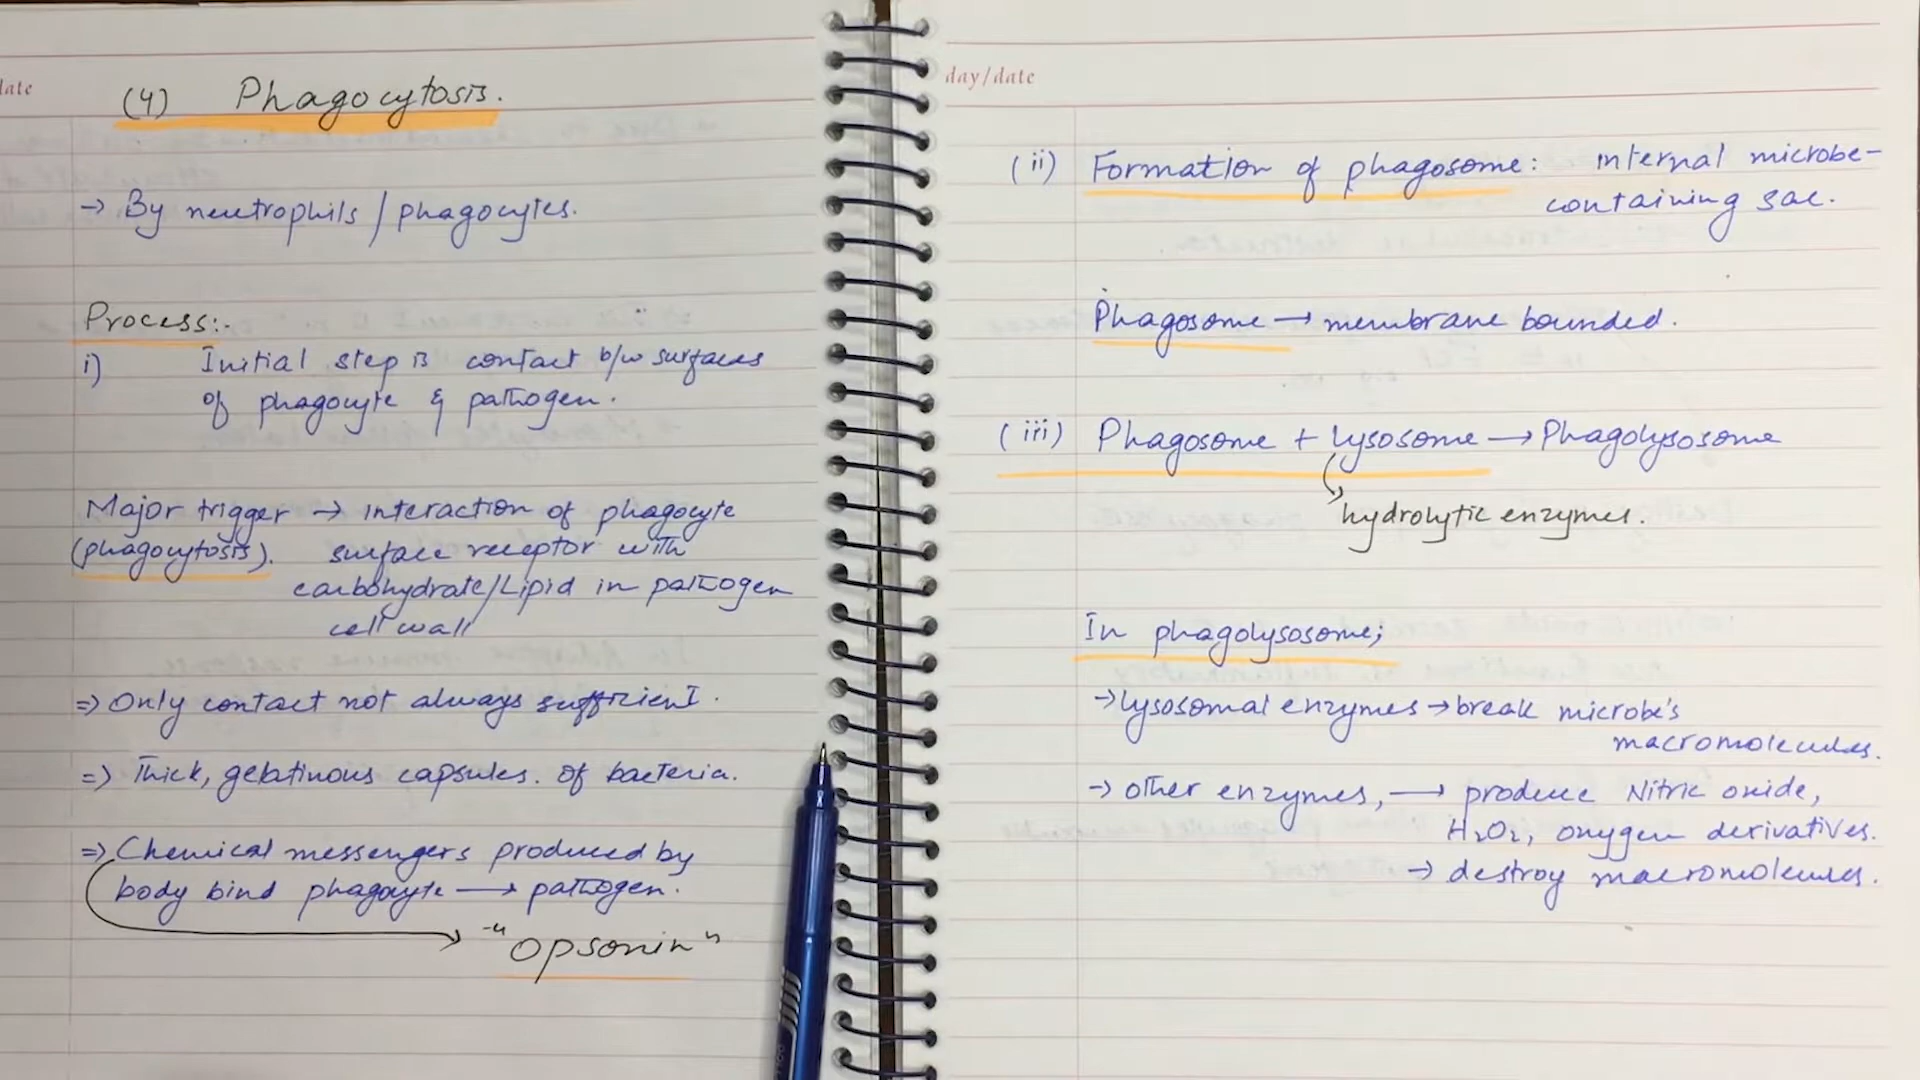 date
(4) Phagocytosis.
→ By neutrophils / phagocytes.
Process:-
i) Initial step is contact b/w surfaces
of phagocyte & pathogen.
Major trigger → interaction of phagocyte
(phagocytosis). surface receptor with
carbohydrate/Lipid in pathogen
cell wall
⇒ Only contact not always sufficient.
⇒ Thick, gelatinous capsules. of bacteria.
⇒ Chemical messengers produced by
body bind phagocyte → pathogen.
→ "Opsonin"
day/date
(ii) Formation of phagosome: internal microbe-
containing sac.
Phagosome → membrane bounded.
(iii) Phagosome + lysosome → Phagolysosome
hydrolytic enzymes.
In phagolysosome;
→ lysosomal enzymes → break microbe's
macromolecules.
→ other enzymes, → produce Nitric oxide,
H₂O₂, oxygen derivatives.
→ destroy macromolecules.